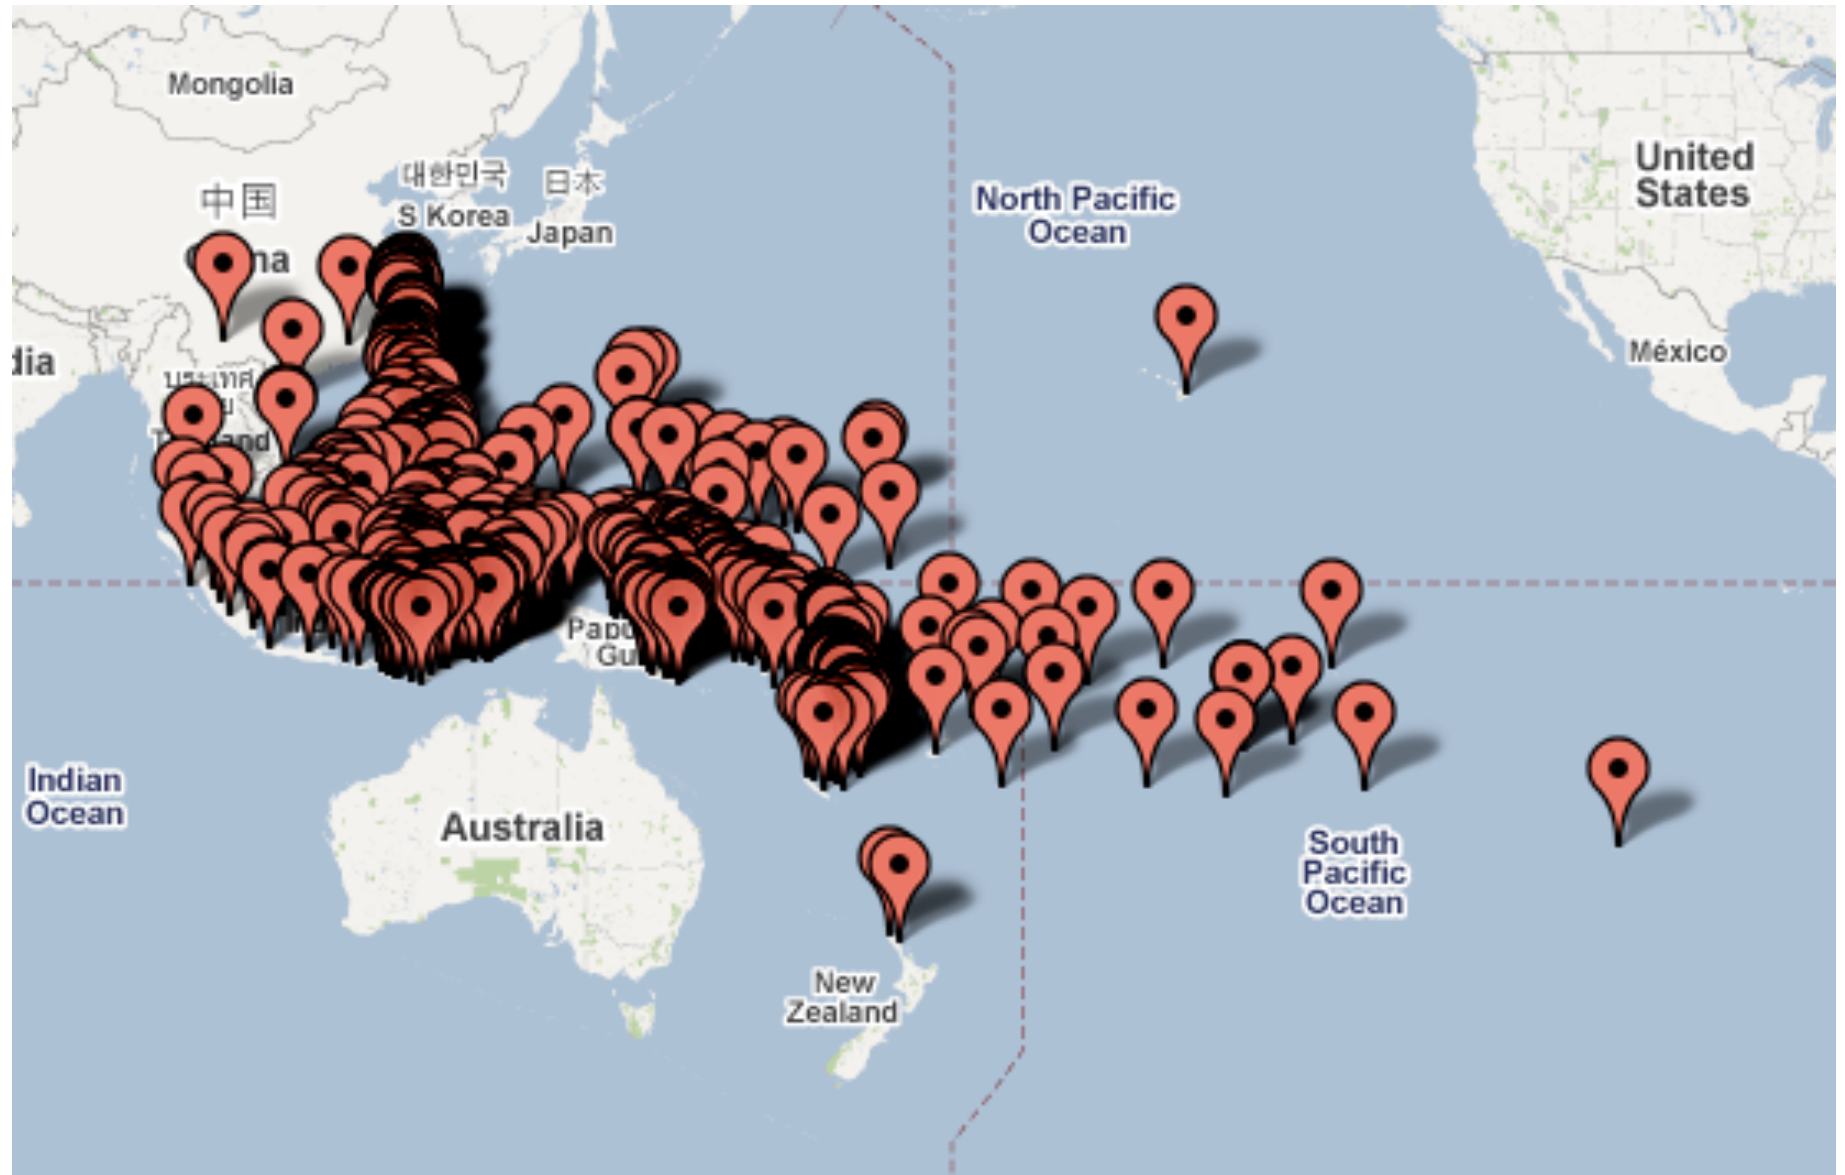 Mongolia
中国
대한민국
S Korea
日本
Japan
North Pacific
Ocean
United
States
México
Indian
Ocean
Australia
South
Pacific
Ocean
New
Zealand